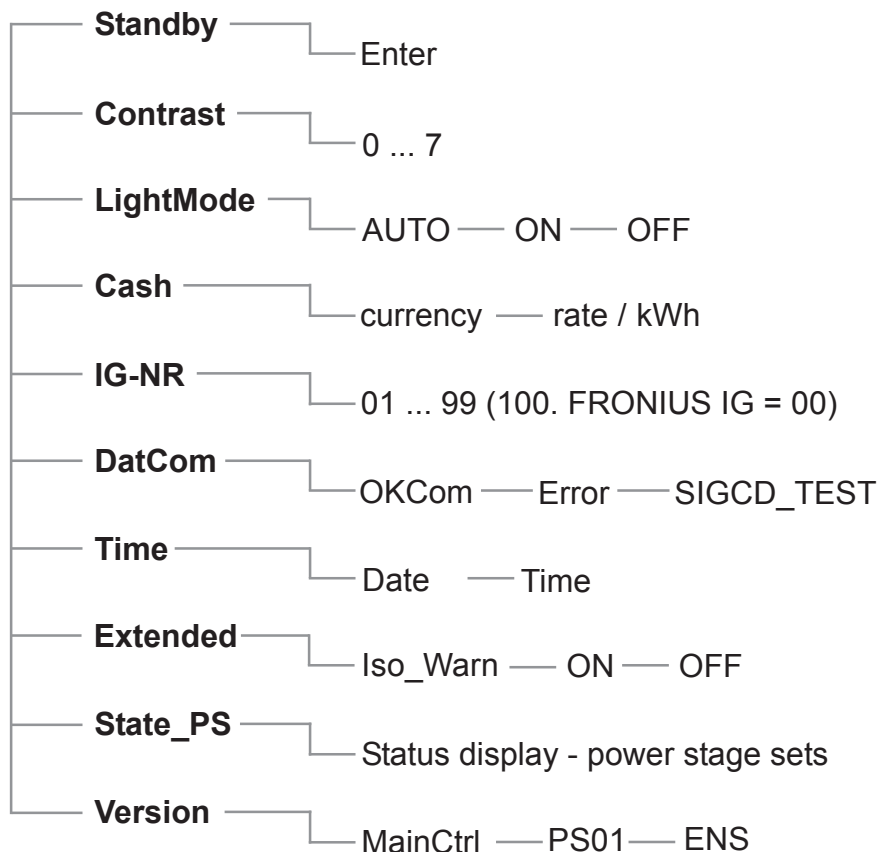 Standby
Enter
Contrast
0 ... 7
LightMode
AUTO ON OFF
Cash
currency rate / kWh
IG-NR
01 ... 99 (100. FRONIUS IG = 00)
DatCom
OKCom Error SIGCD_TEST
Time
Date Time
Extended
Iso_Warn ON OFF
State_PS
Status display - power stage sets
Version
MainCtrl PS01 ENS